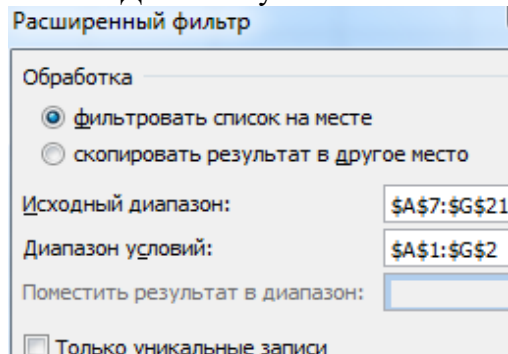 Расширенный фильтр
Обработка
фильтровать список на месте
скопировать результат в другое место
Исходный диапазон: $A$7:$G$21
Диапазон условий: $A$1:$G$2
Поместить результат в диапазон:
Только уникальные записи